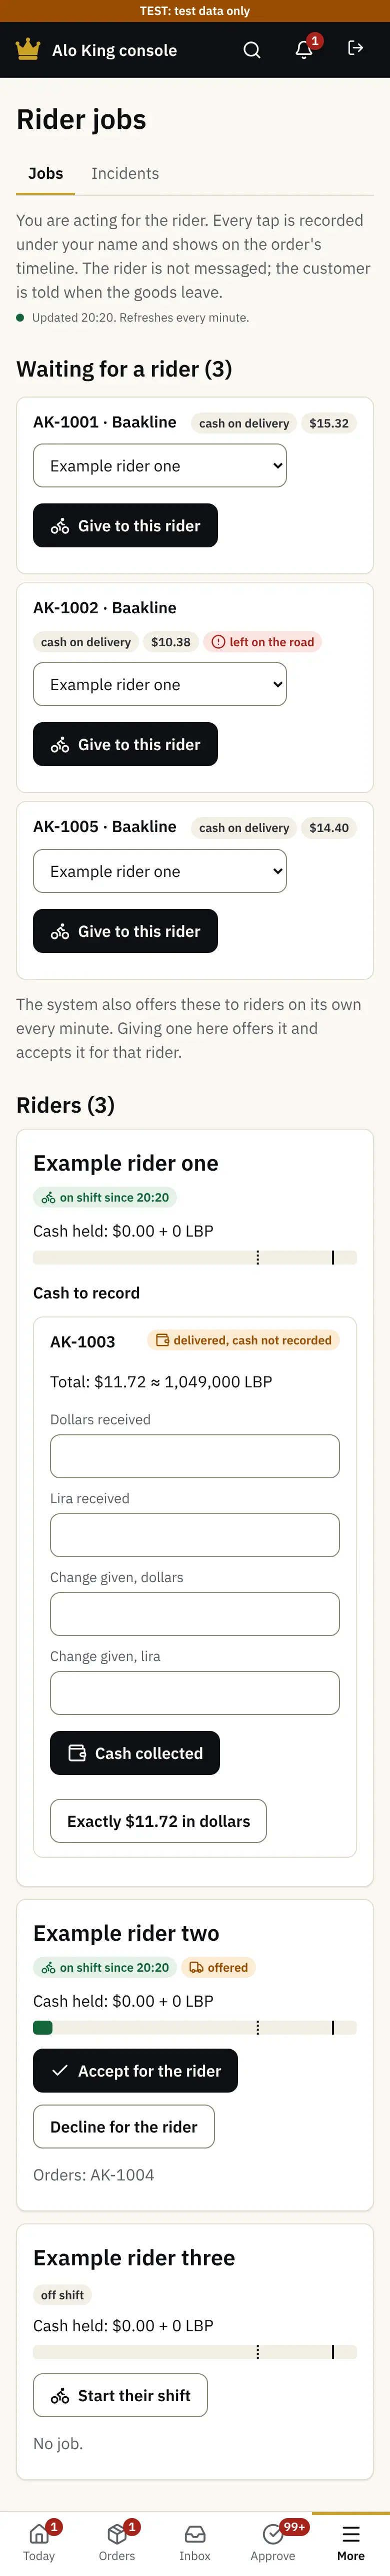 TEST: test data only
Alo King console
1
Rider jobs
Jobs Incidents
You are acting for the rider. Every tap is recorded
under your name and shows on the order's
timeline. The rider is not messaged; the customer
is told when the goods leave.
Updated 20:20. Refreshes every minute.
Waiting for a rider (3)
AK-1001 · Baakline cash on delivery $15.32
Example rider one
Give to this rider
AK-1002 · Baakline
cash on delivery $10.38 left on the road
Example rider one
Give to this rider
AK-1005 · Baakline cash on delivery $14.40
Example rider one
Give to this rider
The system also offers these to riders on its own
every minute. Giving one here offers it and
accepts it for that rider.
Riders (3)
Example rider one
on shift since 20:20
Cash held: $0.00 + 0 LBP
Cash to record
AK-1003 delivered, cash not recorded
Total: $11.72 ≈ 1,049,000 LBP
Dollars received
Lira received
Change given, dollars
Change given, lira
Cash collected
Exactly $11.72 in dollars
Example rider two
on shift since 20:20 offered
Cash held: $0.00 + 0 LBP
Accept for the rider
Decline for the rider
Orders: AK-1004
Example rider three
off shift
Cash held: $0.00 + 0 LBP
Start their shift
No job.
1 1 99+
Today Orders Inbox Approve More